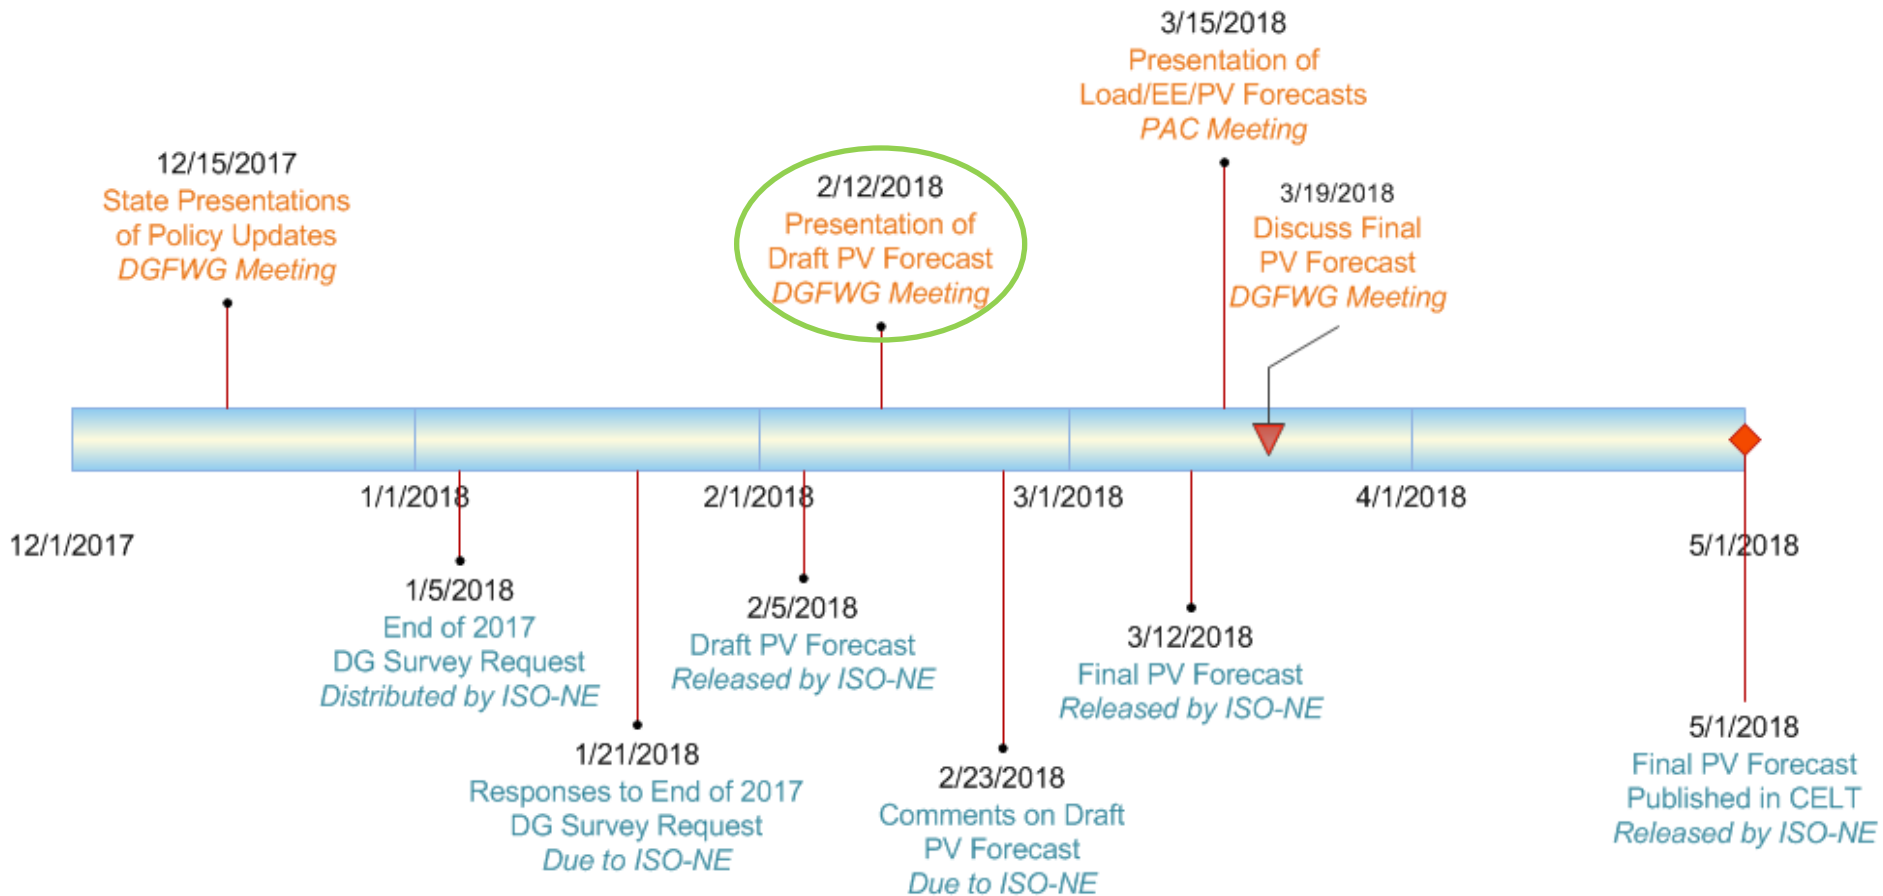 12/15/2017
State Presentations
of Policy Updates
DGFWG Meeting
2/12/2018
Presentation of
Draft PV Forecast
DGFWG Meeting
3/15/2018
Presentation of
Load/EE/PV Forecasts
PAC Meeting
3/19/2018
Discuss Final
PV Forecast
DGFWG Meeting
12/1/2017
1/1/2018
2/1/2018
3/1/2018
4/1/2018
5/1/2018
1/5/2018
End of 2017
DG Survey Request
Distributed by ISO-NE
1/21/2018
Responses to End of 2017
DG Survey Request
Due to ISO-NE
2/5/2018
Draft PV Forecast
Released by ISO-NE
2/23/2018
Comments on Draft
PV Forecast
Due to ISO-NE
3/12/2018
Final PV Forecast
Released by ISO-NE
5/1/2018
Final PV Forecast
Published in CELT
Released by ISO-NE